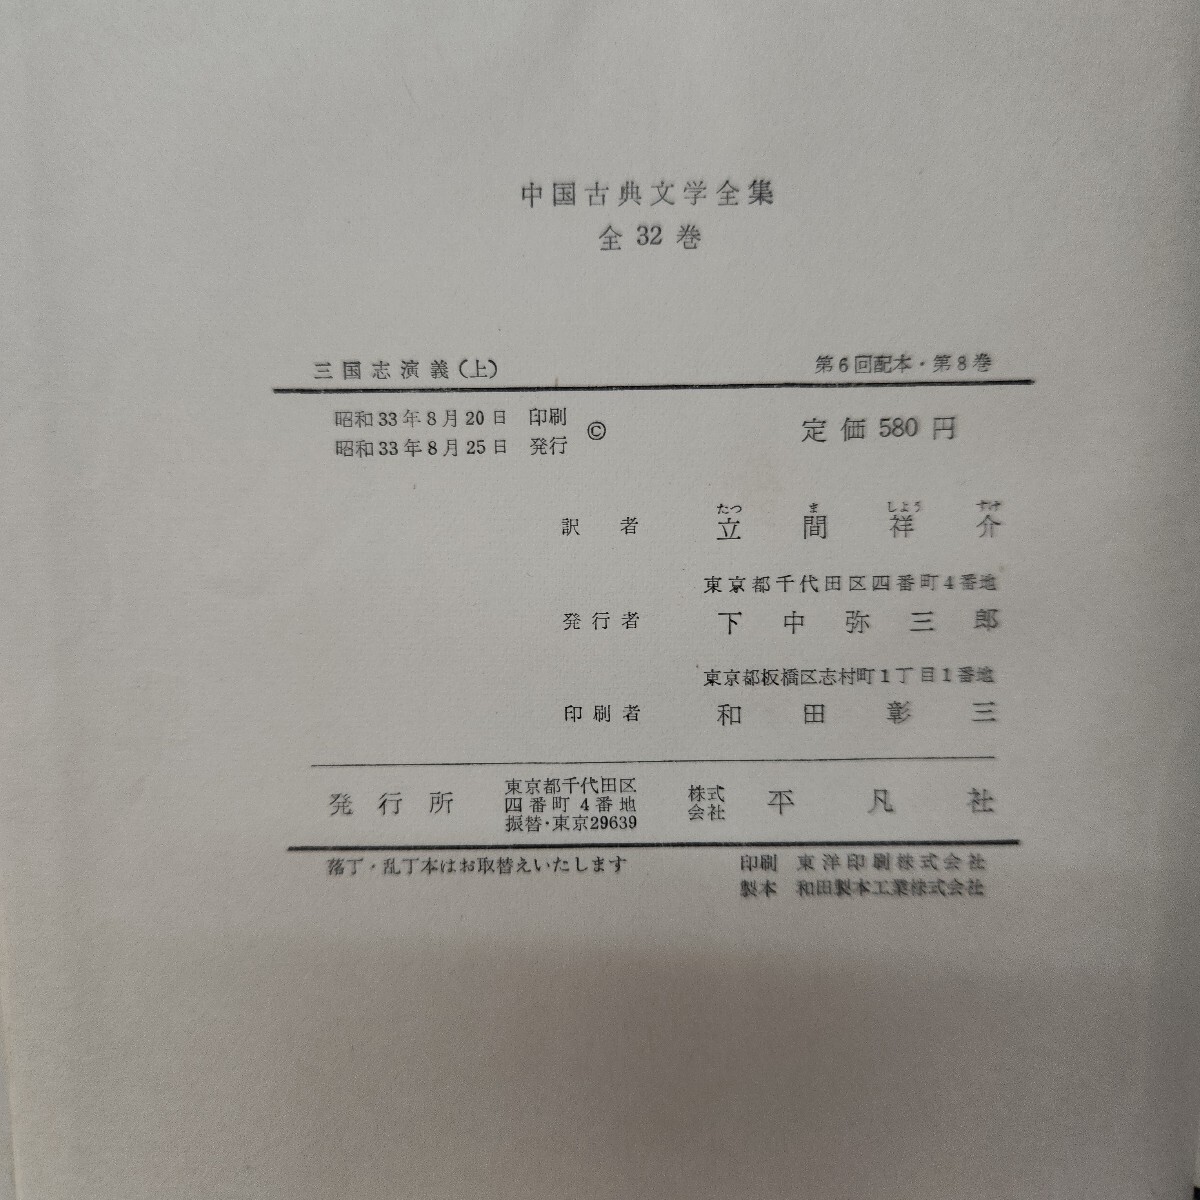 中国古典文学全集
全32巻
三国志演義(上)
第6回配本・第8巻
昭和33年8月20日 印刷
昭和33年8月25日 発行
©
定価580円
たつ ま しよう すけ
訳者 立間祥介
東京都千代田区四番町4番地
発行者 下中弥三郎
東京都板橋区志村町1丁目1番地
印刷者 和田彰三
発行所
東京都千代田区
四番町4番地
振替・東京29639
株式
会社
平凡社
落丁・乱丁本はお取替えいたします
印刷 東洋印刷株式会社
製本 和田製本工業株式会社